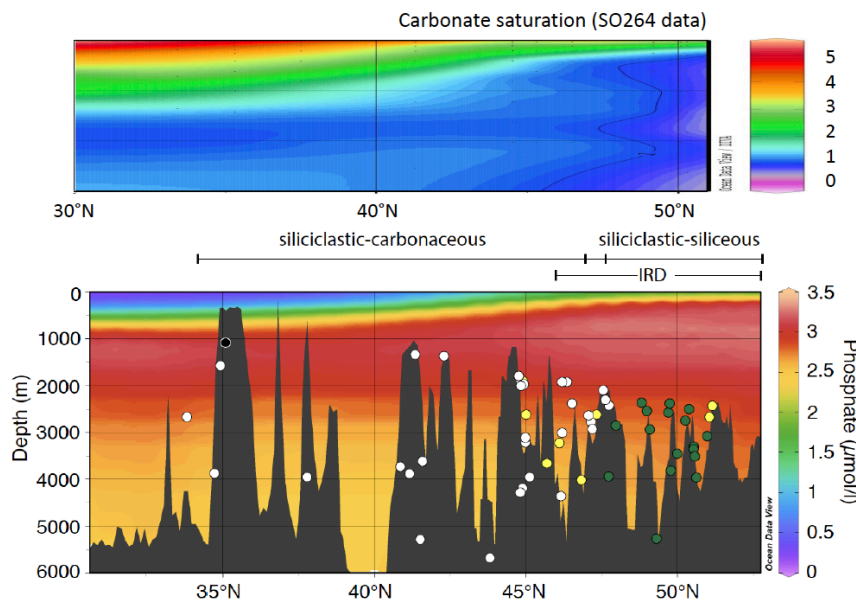 Carbonate saturation (SO264 data)
5
4
3
2
1
0
Ocean Data View / DIVA
30°N
40°N
50°N
siliciclastic-carbonaceous
siliciclastic-siliceous
IRD
0
1000
2000
3000
4000
5000
6000
Depth (m)
3.5
3
2.5
2
1.5
1
0.5
0
Phosphate (μmol/l)
Ocean Data View
35°N
40°N
45°N
50°N